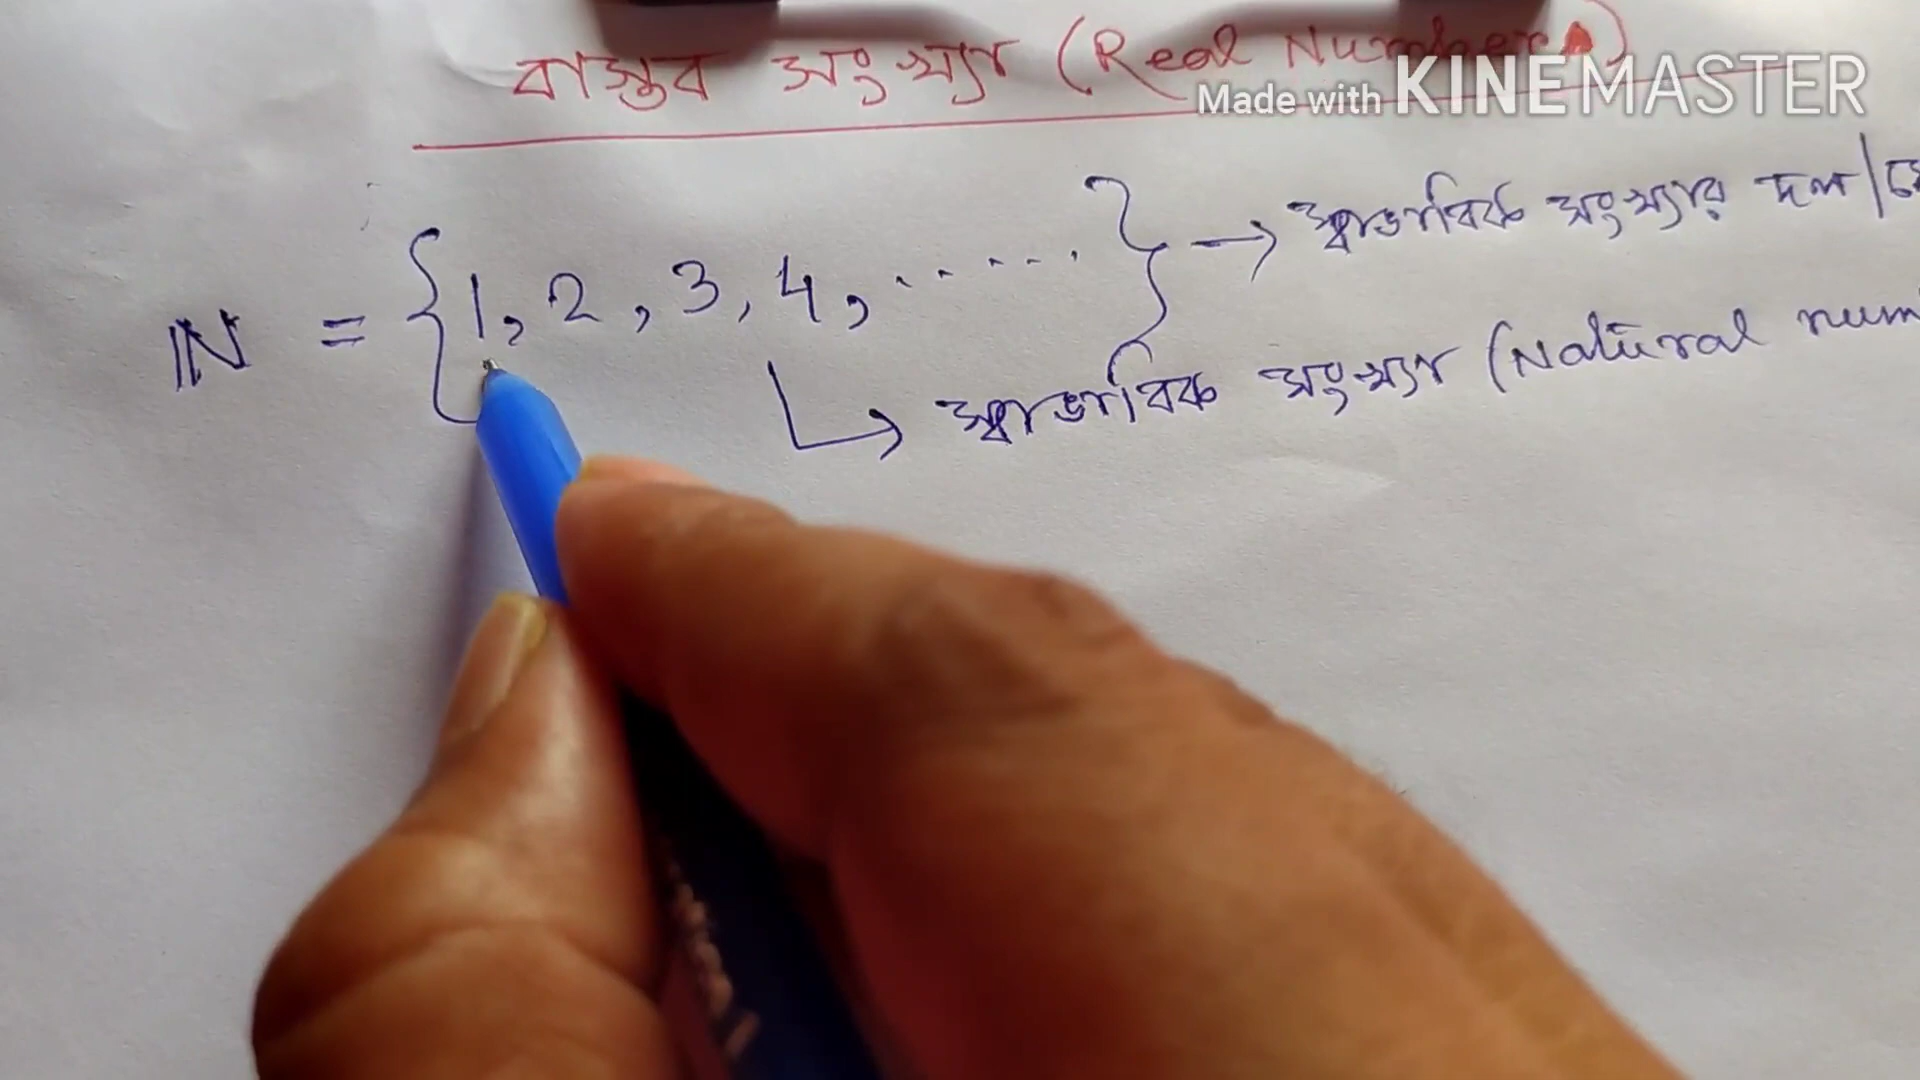 বাস্তব সংখ্যা (Real Numbers)
Made with KINEMASTER
ℕ = {1, 2, 3, 4, ......} → স্বাভাবিক সংখ্যার দল/
↳ স্বাভাবিক সংখ্যা (Natural num